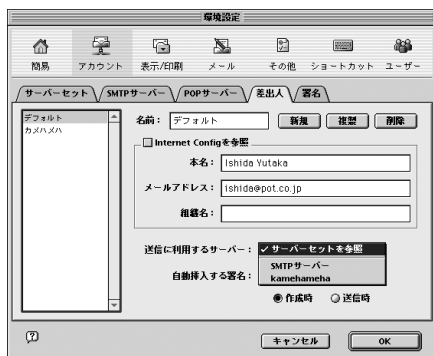 環境設定
簡易 アカウント 表示/印刷 メール その他 ショートカット ユーザー
サーバーセット SMTPサーバー POPサーバー 差出人 署名
デフォルト
カメハメハ
名前： デフォルト 新規 複製 削除
Internet Configを参照
本名： Ishida Yutaka
メールアドレス： ishida@pot.co.jp
組織名：
送信に利用するサーバー： ✓サーバーセットを参照
SMTPサーバー
kamehameha
自動挿入する署名：
作成時 送信時
キャンセル OK